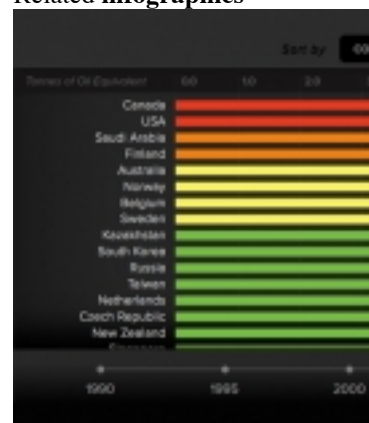 Related infographics
Sort by
Tonnes of Oil Equivalent 0.0 1.0 2.0
Canada
USA
Saudi Arabia
Finland
Australia
Norway
Belgium
Sweden
Kazakhstan
South Korea
Russia
Taiwan
Netherlands
Czech Republic
New Zealand
Singapore
1990 1995 2000